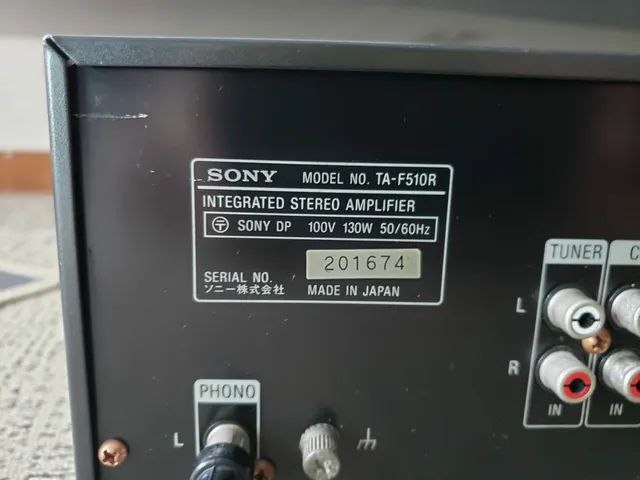 SONY MODEL NO. TA-F510R
INTEGRATED STEREO AMPLIFIER
SONY DP 100V 130W 50/60Hz
SERIAL NO. 201674
ソニー株式会社 MADE IN JAPAN
TUNER
C
L
R
IN
IN
PHONO
L